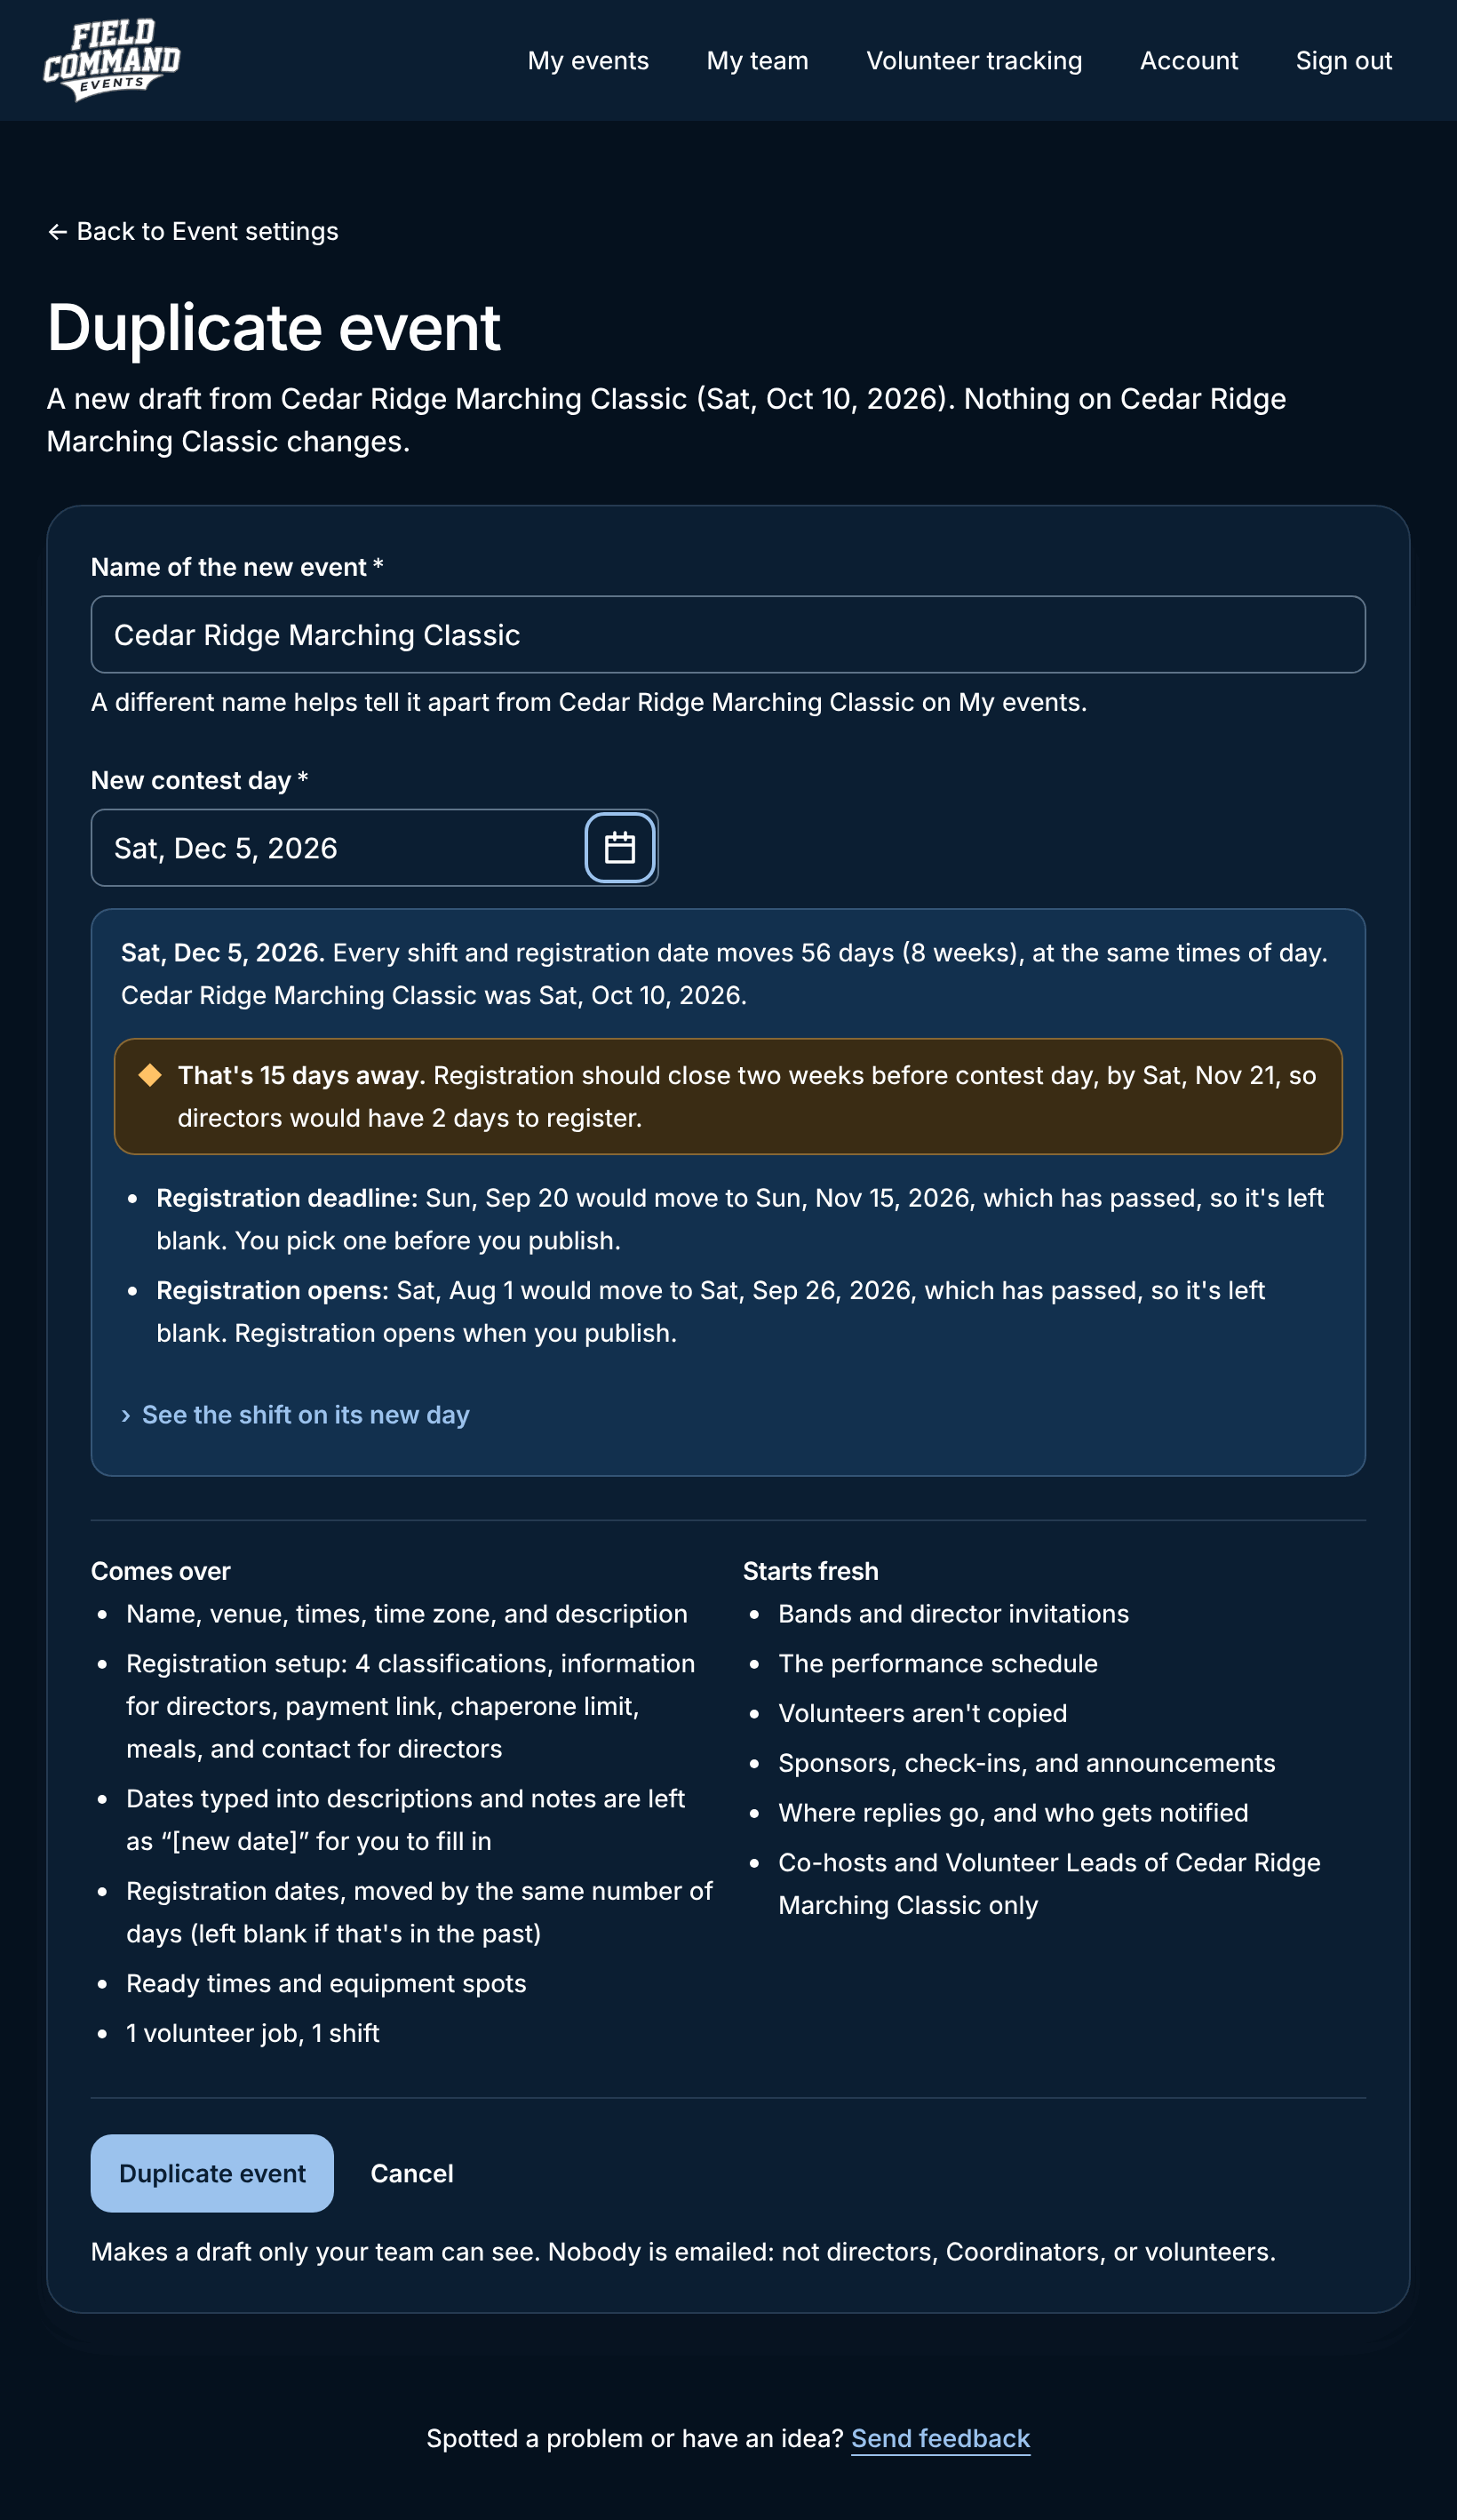 FIELD
COMMAND
EVENTS
My events
My team
Volunteer tracking
Account
Sign out
← Back to Event settings
Duplicate event
A new draft from Cedar Ridge Marching Classic (Sat, Oct 10, 2026). Nothing on Cedar Ridge
Marching Classic changes.
Name of the new event *
Cedar Ridge Marching Classic
A different name helps tell it apart from Cedar Ridge Marching Classic on My events.
New contest day *
Sat, Dec 5, 2026
Sat, Dec 5, 2026. Every shift and registration date moves 56 days (8 weeks), at the same times of day.
Cedar Ridge Marching Classic was Sat, Oct 10, 2026.
That's 15 days away. Registration should close two weeks before contest day, by Sat, Nov 21, so
directors would have 2 days to register.
• Registration deadline: Sun, Sep 20 would move to Sun, Nov 15, 2026, which has passed, so it's left
blank. You pick one before you publish.
• Registration opens: Sat, Aug 1 would move to Sat, Sep 26, 2026, which has passed, so it's left
blank. Registration opens when you publish.
› See the shift on its new day
Comes over
• Name, venue, times, time zone, and description
• Registration setup: 4 classifications, information
for directors, payment link, chaperone limit,
meals, and contact for directors
• Dates typed into descriptions and notes are left
as “[new date]” for you to fill in
• Registration dates, moved by the same number of
days (left blank if that's in the past)
• Ready times and equipment spots
• 1 volunteer job, 1 shift
Starts fresh
• Bands and director invitations
• The performance schedule
• Volunteers aren't copied
• Sponsors, check-ins, and announcements
• Where replies go, and who gets notified
• Co-hosts and Volunteer Leads of Cedar Ridge
Marching Classic only
Duplicate event
Cancel
Makes a draft only your team can see. Nobody is emailed: not directors, Coordinators, or volunteers.
Spotted a problem or have an idea? Send feedback